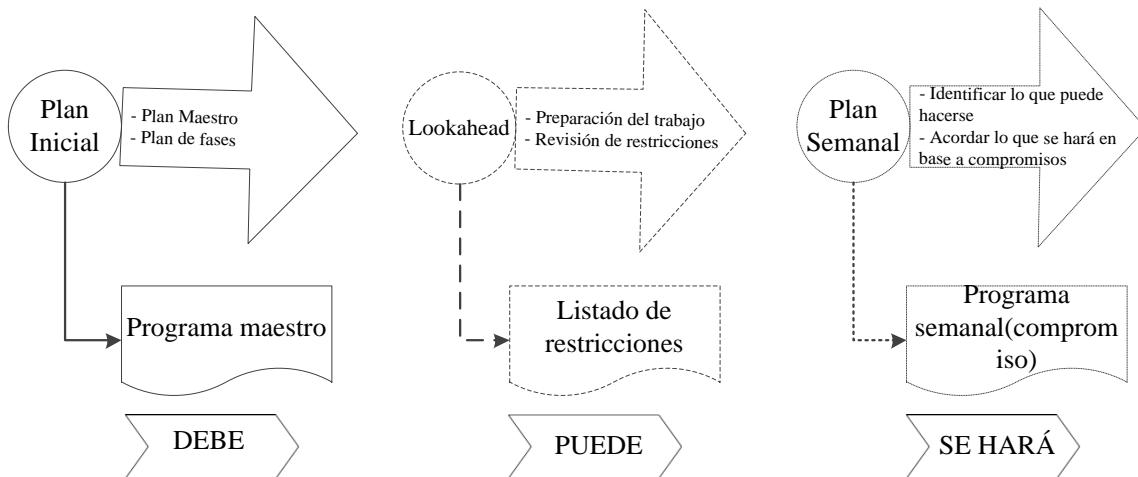 Plan
Inicial
- Plan Maestro
- Plan de fases
Programa maestro
DEBE
Lookahead
- Preparación del trabajo
- Revisión de restricciones
Listado de
restricciones
PUEDE
Plan
Semanal
- Identificar lo que puede
hacerse
- Acordar lo que se hará en
base a compromisos
Programa
semanal(comprom
iso)
SE HARÁ